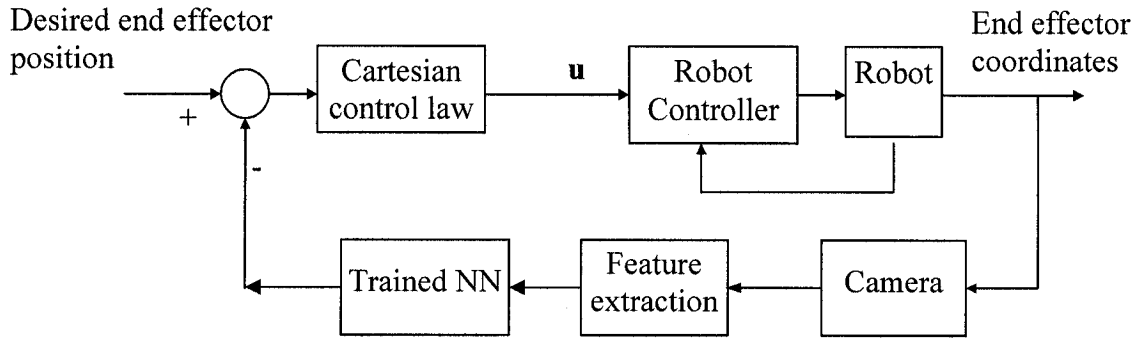 Desired end effector
position
End effector
coordinates
+
-
Cartesian
control law
u
Robot
Controller
Robot
Trained NN
Feature
extraction
Camera